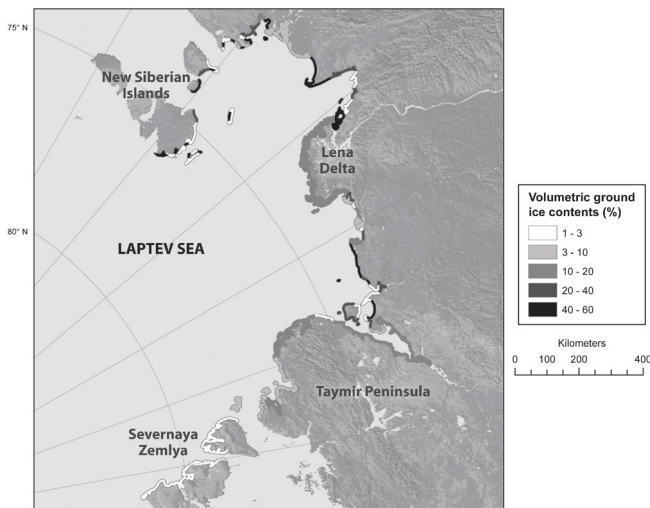 75° N
New Siberian
Islands
Lena
Delta
80° N
LAPTEV SEA
Taymir Peninsula
Severnaya
Zemlya
Volumetric ground
ice contents (%)
1 - 3
3 - 10
10 - 20
20 - 40
40 - 60
Kilometers
0 100 200 400